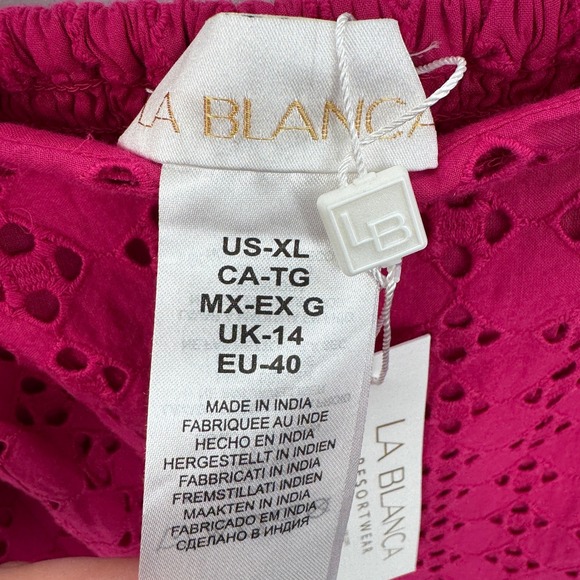 LA BLANCA
LB
US-XL
CA-TG
MX-EX G
UK-14
EU-40
MADE IN INDIA
FABRIQUEE AU INDE
HECHO EN INDIA
HERGESTELLT IN INDIEN
FABBRICATI IN INDIA
FREMSTILLATI INDIEN
MAAKTEN IN INDIA
FABRICADO EM ÍNDIA
СДЕЛАНО В ИНДИЯ
LA BLANCA
RESORTWEAR